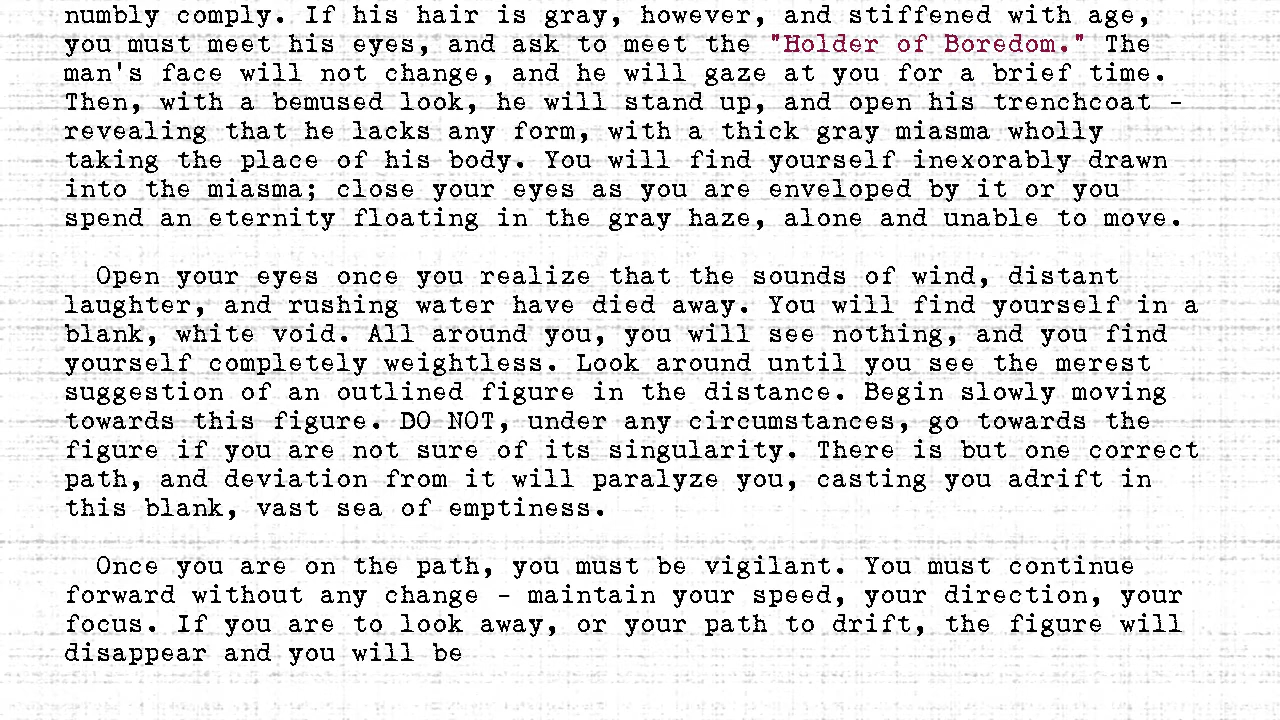 numbly comply. If his hair is gray, however, and stiffened with age,
you must meet his eyes, and ask to meet the "Holder of Boredom." The
man's face will not change, and he will gaze at you for a brief time.
Then, with a bemused look, he will stand up, and open his trenchcoat -
revealing that he lacks any form, with a thick gray miasma wholly
taking the place of his body. You will find yourself inexorably drawn
into the miasma; close your eyes as you are enveloped by it or you
spend an eternity floating in the gray haze, alone and unable to move.
Open your eyes once you realize that the sounds of wind, distant
laughter, and rushing water have died away. You will find yourself in a
blank, white void. All around you, you will see nothing, and you find
yourself completely weightless. Look around until you see the merest
suggestion of an outlined figure in the distance. Begin slowly moving
towards this figure. DO NOT, under any circumstances, go towards the
figure if you are not sure of its singularity. There is but one correct
path, and deviation from it will paralyze you, casting you adrift in
this blank, vast sea of emptiness.
Once you are on the path, you must be vigilant. You must continue
forward without any change - maintain your speed, your direction, your
focus. If you are to look away, or your path to drift, the figure will
disappear and you will be